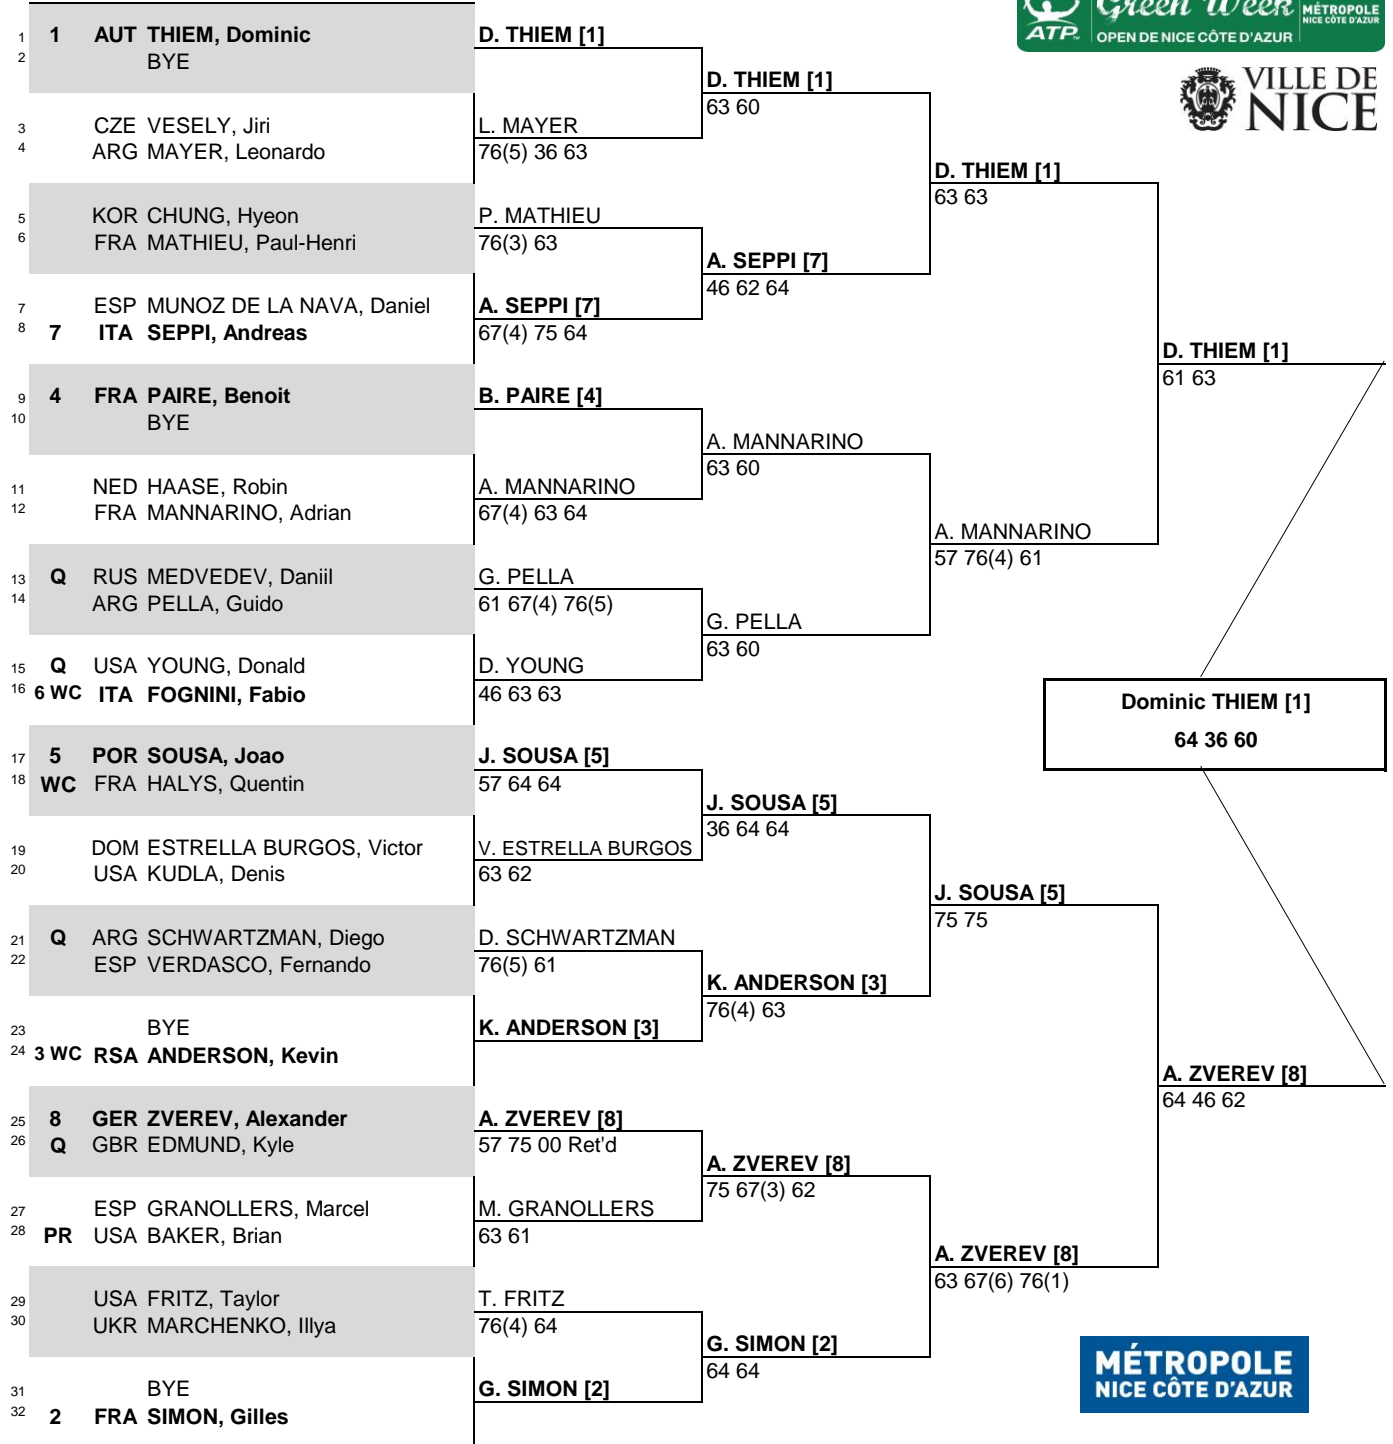 Green Week
MÉTROPOLE
NICE CÔTE D'AZUR
ATP
OPEN DE NICE CÔTE D'AZUR
VILLE DE
NICE
1 1 AUT THIEM, Dominic
2 BYE
3 CZE VESELY, Jiri
4 ARG MAYER, Leonardo
5 KOR CHUNG, Hyeon
6 FRA MATHIEU, Paul-Henri
7 ESP MUNOZ DE LA NAVA, Daniel
8 7 ITA SEPPI, Andreas
9 4 FRA PAIRE, Benoit
10 BYE
11 NED HAASE, Robin
12 FRA MANNARINO, Adrian
13 Q RUS MEDVEDEV, Daniil
14 ARG PELLA, Guido
15 Q USA YOUNG, Donald
16 6 WC ITA FOGNINI, Fabio
17 5 POR SOUSA, Joao
18 WC FRA HALYS, Quentin
19 DOM ESTRELLA BURGOS, Victor
20 USA KUDLA, Denis
21 Q ARG SCHWARTZMAN, Diego
22 ESP VERDASCO, Fernando
23 BYE
24 3 WC RSA ANDERSON, Kevin
25 8 GER ZVEREV, Alexander
26 Q GBR EDMUND, Kyle
27 ESP GRANOLLERS, Marcel
28 PR USA BAKER, Brian
29 USA FRITZ, Taylor
30 UKR MARCHENKO, Illya
31 BYE
32 2 FRA SIMON, Gilles
D. THIEM [1]
L. MAYER
76(5) 36 63
P. MATHIEU
76(3) 63
A. SEPPI [7]
67(4) 75 64
B. PAIRE [4]
A. MANNARINO
67(4) 63 64
G. PELLA
61 67(4) 76(5)
D. YOUNG
46 63 63
J. SOUSA [5]
57 64 64
V. ESTRELLA BURGOS
63 62
D. SCHWARTZMAN
76(5) 61
K. ANDERSON [3]
A. ZVEREV [8]
57 75 00 Ret'd
M. GRANOLLERS
63 61
T. FRITZ
76(4) 64
G. SIMON [2]
D. THIEM [1]
63 60
A. SEPPI [7]
46 62 64
A. MANNARINO
63 60
G. PELLA
63 60
J. SOUSA [5]
36 64 64
K. ANDERSON [3]
76(4) 63
A. ZVEREV [8]
75 67(3) 62
G. SIMON [2]
64 64
D. THIEM [1]
63 63
A. MANNARINO
57 76(4) 61
J. SOUSA [5]
75 75
A. ZVEREV [8]
63 67(6) 76(1)
D. THIEM [1]
61 63
A. ZVEREV [8]
64 46 62
Dominic THIEM [1]
64 36 60
MÉTROPOLE
NICE CÔTE D'AZUR